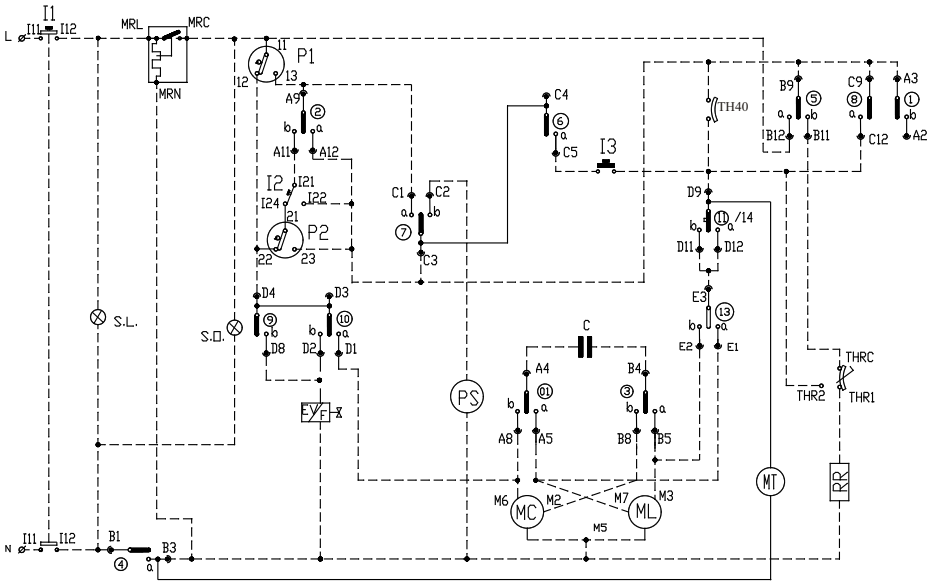 I1
I11 I12
L
MRL MRC
MRN
11
P1
12 13
A9
2
b a
A11 A12
I2
I21
I24 I22
21
P2
22 23
C4
6
a
C5
I3
C1 C2
a b
7
C3
TH40
B9
5
a b
B12 B11
C9
8
a
C12
A3
1
b
A2
D9
11 /14
b a
D11 D12
E3
13
b a
E2 E1
D4 D3
9
b
D8
10
b a
D2 D1
S.L.
S.O.
EV/F
PS
C
A4
01
b a
A8 A5
B4
3
b a
B8 B5
M6 M2 M7 M3
MC ML
M5
MT
THRC
THR2 THR1
RR
N
I11 I12
B1
4
a
B3